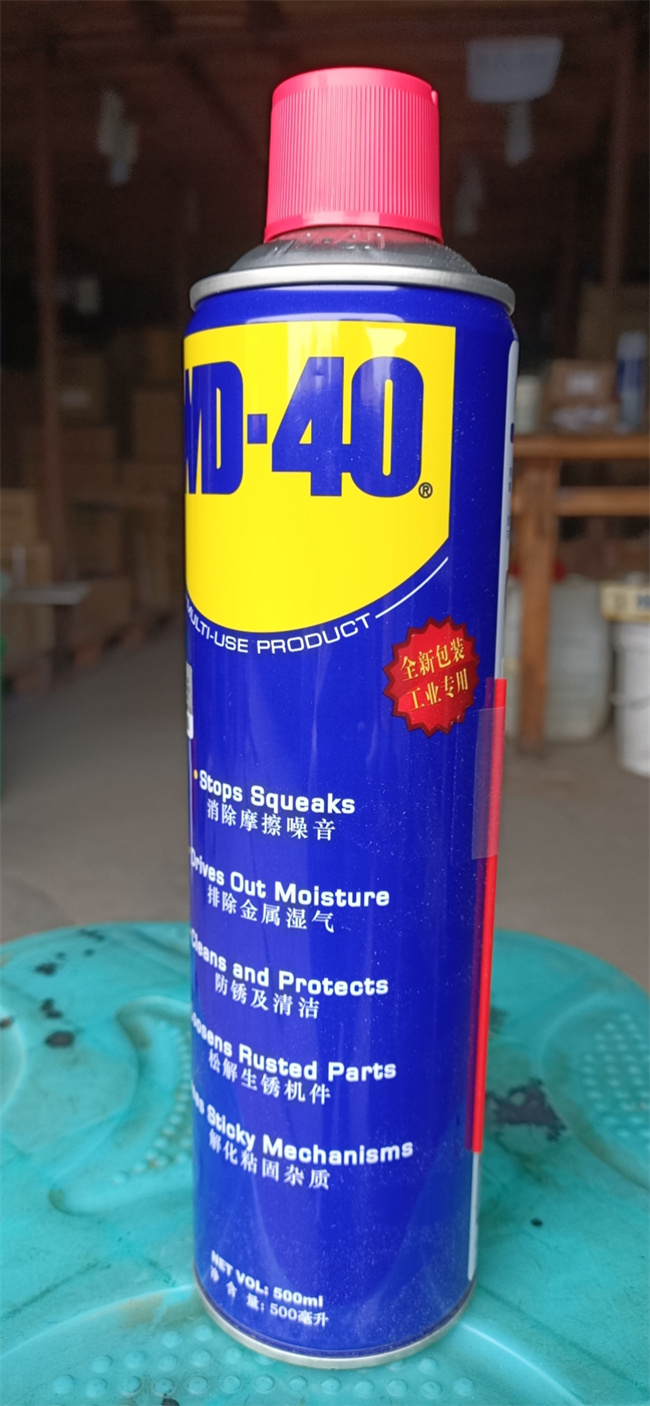 WD-40®
MULTI-USE PRODUCT
全新包装
工业专用
Stops Squeaks
消除摩擦噪音
Drives Out Moisture
排除金属湿气
Cleans and Protects
防锈及清洁
Rusted Parts
松解生锈机件
Sticky Mechanisms
解化粘固杂质
NET VOL: 500ml
净含量: 500毫升